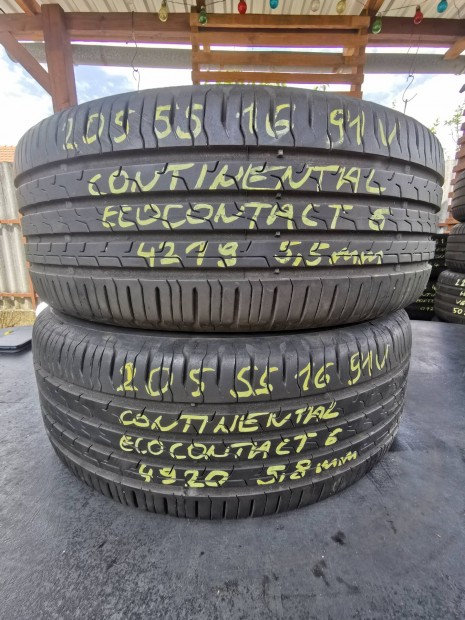 205 55 16 91V
CONTINENTAL
ECOCONTACT 6
4219 5,5mm
205 55 16 91V
CONTINENTAL
ECOCONTACT 6
4920 5,8mm